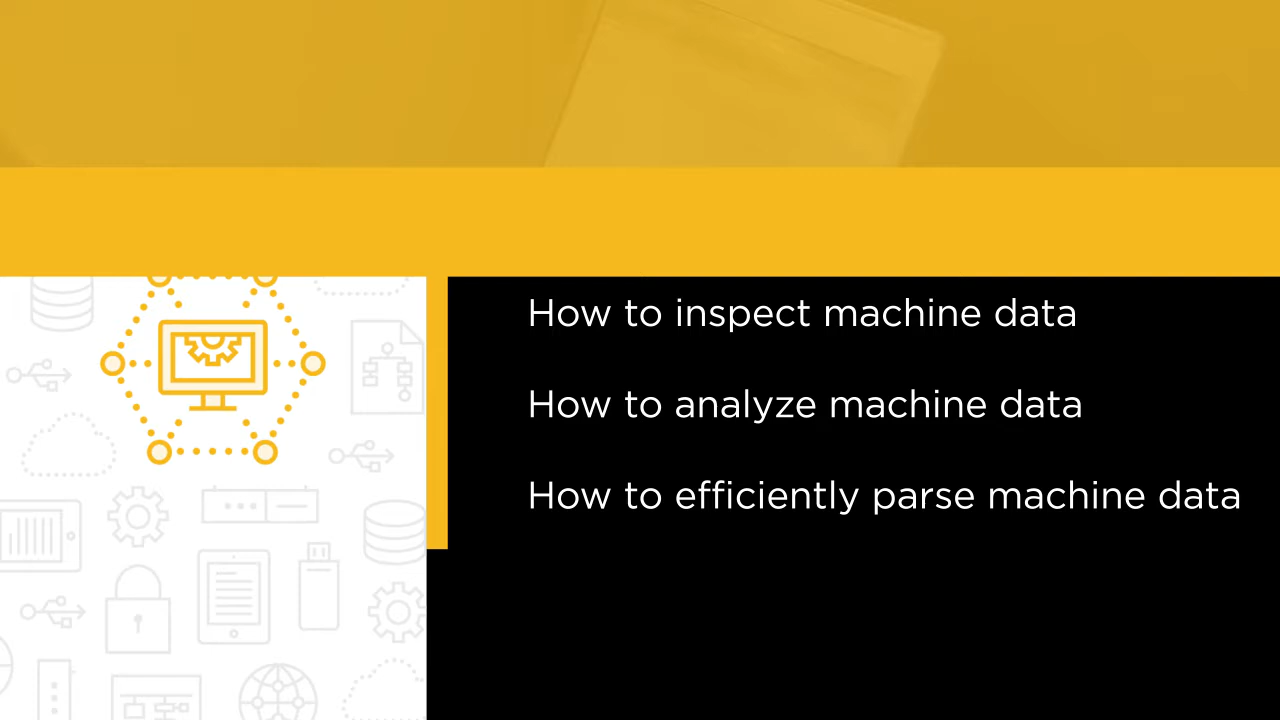 How to inspect machine data
How to analyze machine data
How to efficiently parse machine data